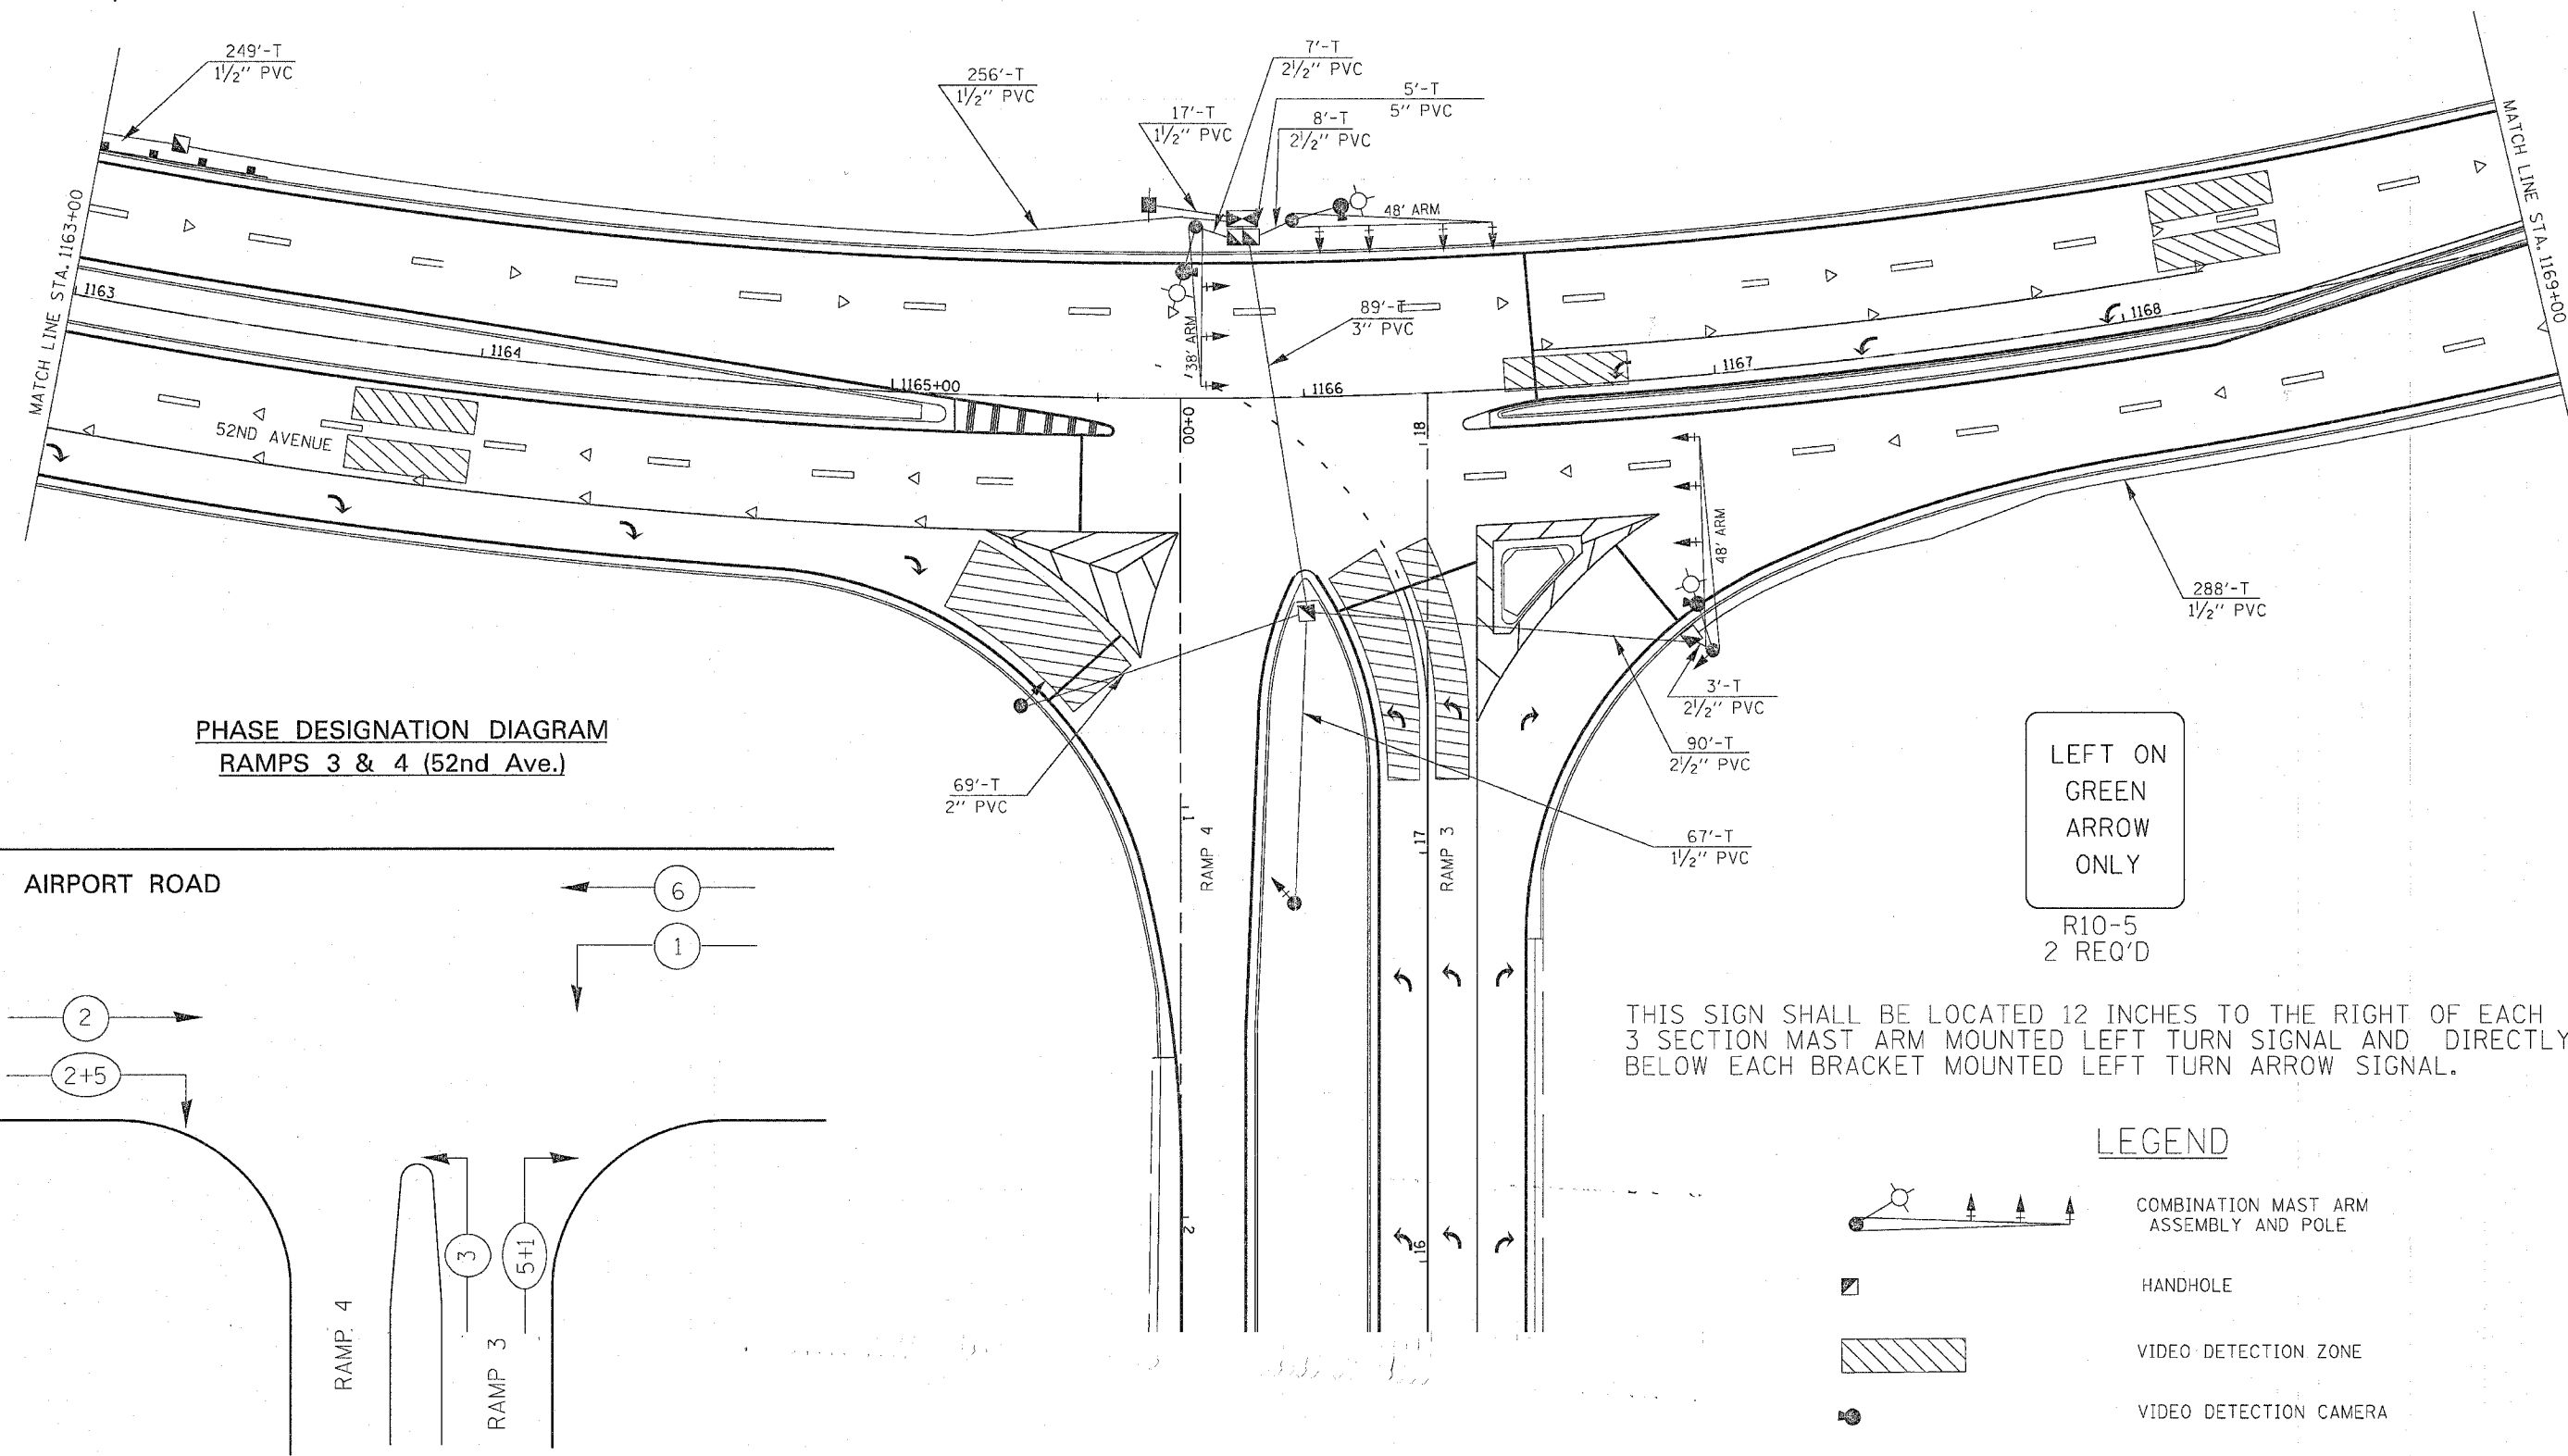 249'-T
1½" PVC
256'-T
1½" PVC
17'-T
1½" PVC
7'-T
2½" PVC
5'-T
5" PVC
8'-T
2½" PVC
48' ARM
MATCH LINE STA. 1163+00
MATCH LINE STA. 1169+00
1163
1164
1165+00
1166
1167
1168
38' ARM
89'-T
3" PVC
52ND AVENUE
0+00
18
48' ARM
288'-T
1½" PVC
3'-T
2½" PVC
90'-T
2½" PVC
69'-T
2" PVC
67'-T
1½" PVC
1
RAMP 4
17
RAMP 3
2
16
PHASE DESIGNATION DIAGRAM
RAMPS 3 & 4 (52nd Ave.)
AIRPORT ROAD
6
1
2
2+5
3
5+1
RAMP 4
RAMP 3
LEFT ON
GREEN
ARROW
ONLY
R10-5
2 REQ'D
THIS SIGN SHALL BE LOCATED 12 INCHES TO THE RIGHT OF EACH
3 SECTION MAST ARM MOUNTED LEFT TURN SIGNAL AND DIRECTLY
BELOW EACH BRACKET MOUNTED LEFT TURN ARROW SIGNAL.
LEGEND
COMBINATION MAST ARM
ASSEMBLY AND POLE
HANDHOLE
VIDEO DETECTION ZONE
VIDEO DETECTION CAMERA